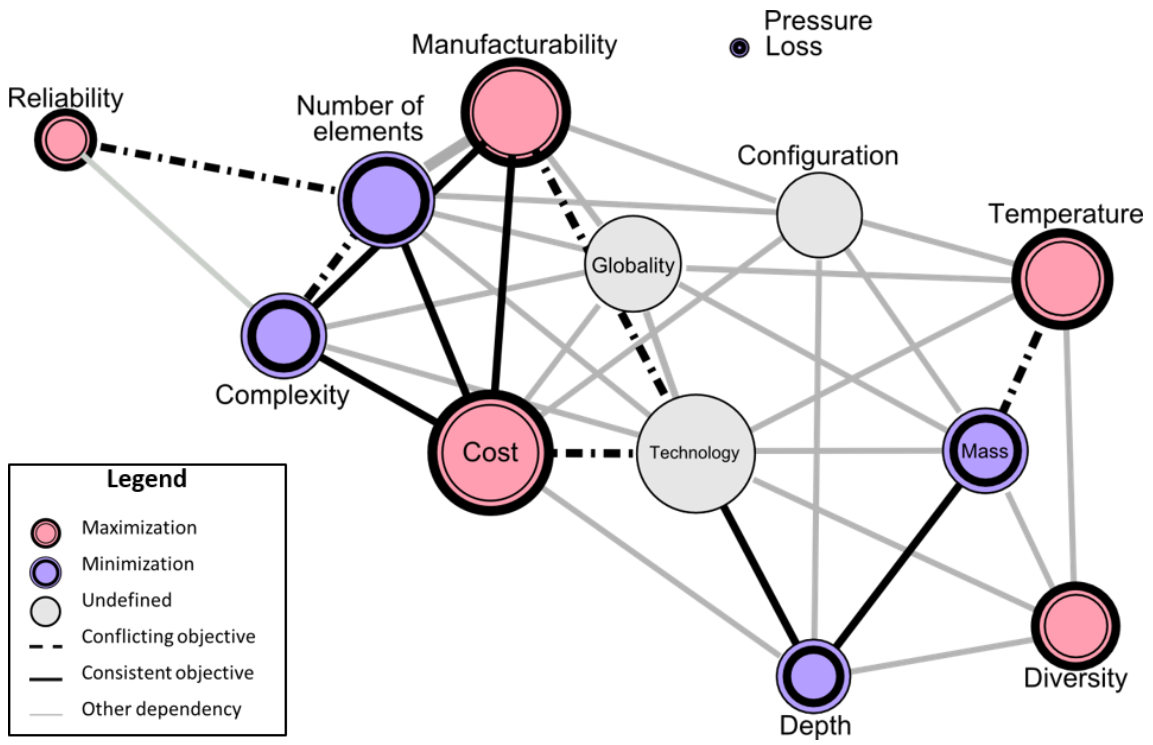 Pressure
Loss
Manufacturability
Reliability
Number of
elements
Configuration
Temperature
Globality
Complexity
Cost
Technology
Mass
Legend
Maximization
Minimization
Undefined
Conflicting objective
Consistent objective
Other dependency
Diversity
Depth